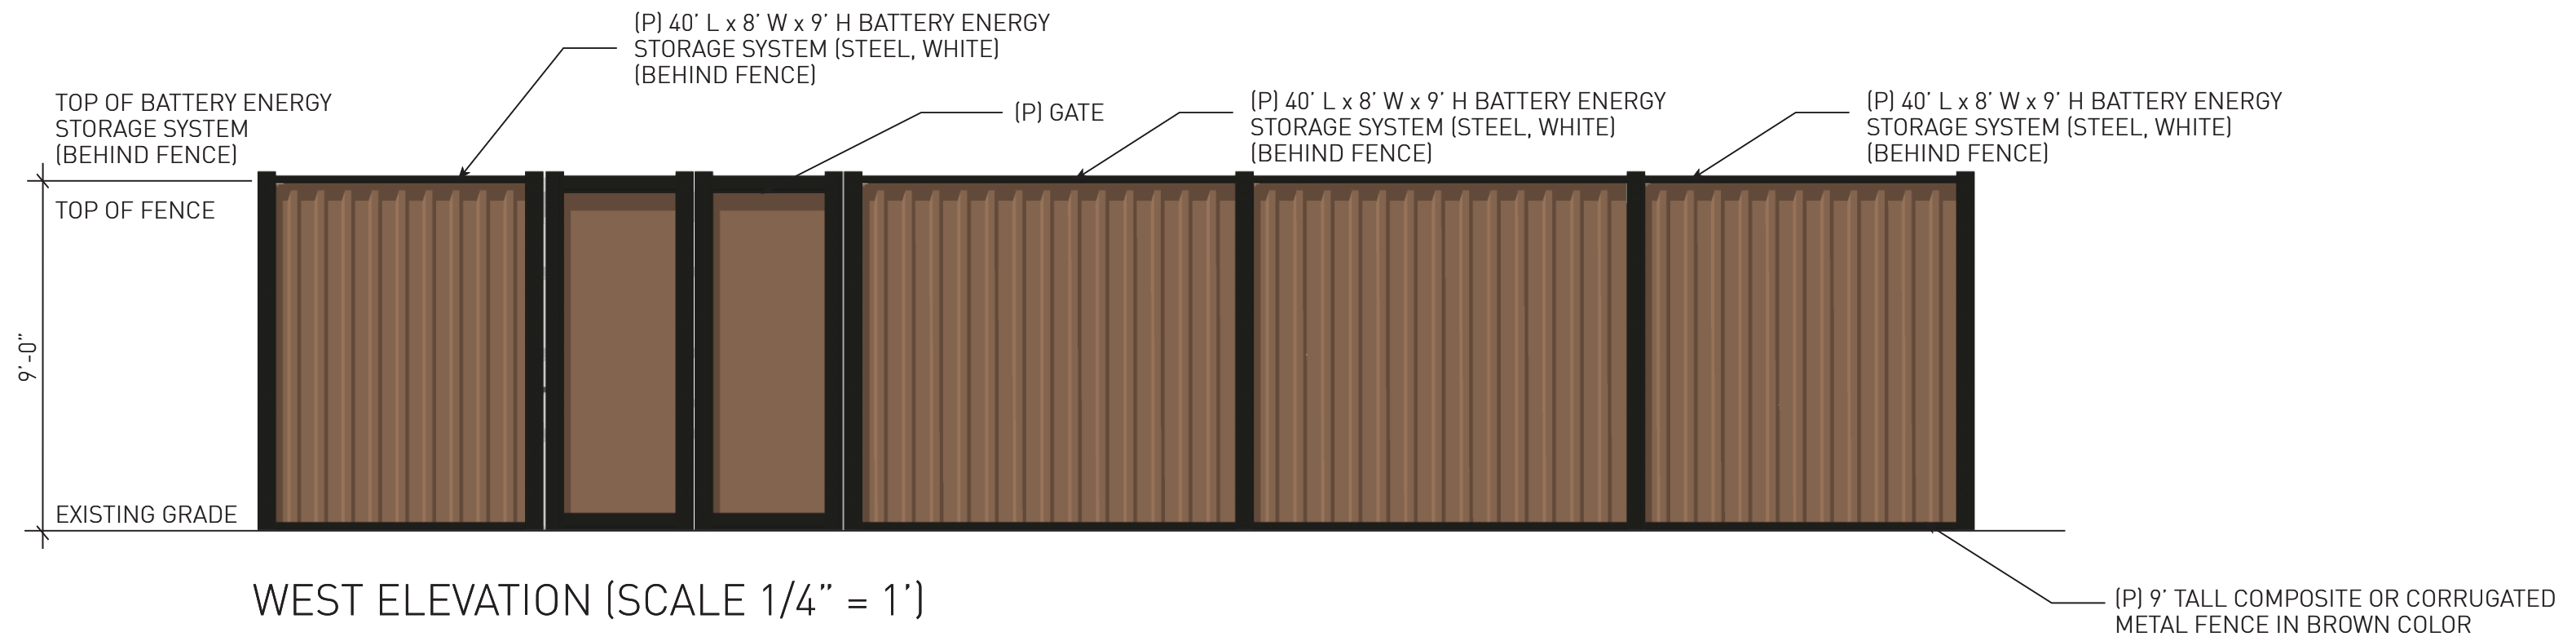 (P) 40’ L x 8’ W x 9’ H BATTERY ENERGY
STORAGE SYSTEM (STEEL, WHITE)
(BEHIND FENCE)
TOP OF BATTERY ENERGY
STORAGE SYSTEM
(BEHIND FENCE)
(P) GATE
(P) 40’ L x 8’ W x 9’ H BATTERY ENERGY
STORAGE SYSTEM (STEEL, WHITE)
(BEHIND FENCE)
(P) 40’ L x 8’ W x 9’ H BATTERY ENERGY
STORAGE SYSTEM (STEEL, WHITE)
(BEHIND FENCE)
TOP OF FENCE
9’-0”
EXISTING GRADE
WEST ELEVATION (SCALE 1/4” = 1’)
(P) 9’ TALL COMPOSITE OR CORRUGATED
METAL FENCE IN BROWN COLOR